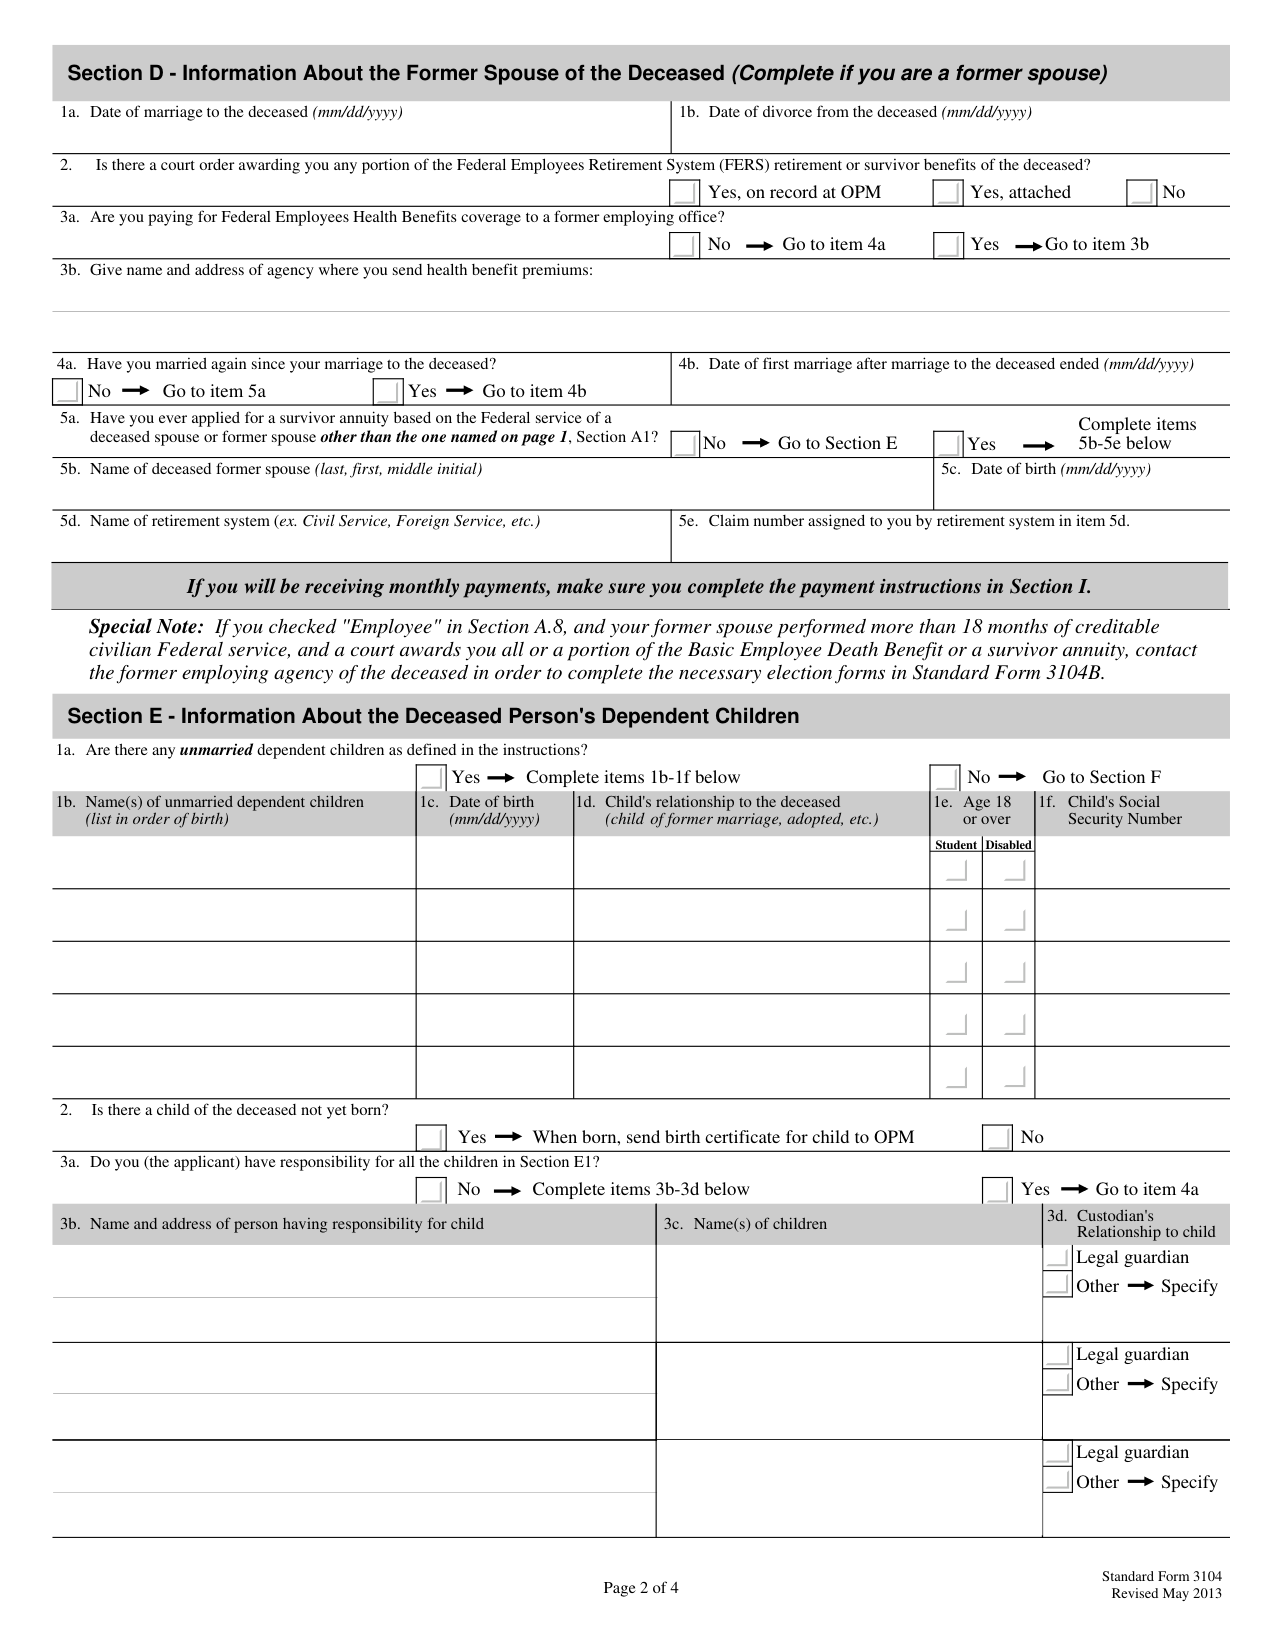 Section D - Information About the Former Spouse of the Deceased (Complete if you are a former spouse)
1a. Date of marriage to the deceased (mm/dd/yyyy)
1b. Date of divorce from the deceased (mm/dd/yyyy)
2. Is there a court order awarding you any portion of the Federal Employees Retirement System (FERS) retirement or survivor benefits of the deceased?
Yes, on record at OPM Yes, attached No
3a. Are you paying for Federal Employees Health Benefits coverage to a former employing office?
No Go to item 4a Yes Go to item 3b
3b. Give name and address of agency where you send health benefit premiums:
4a. Have you married again since your marriage to the deceased?
No Go to item 5a Yes Go to item 4b
4b. Date of first marriage after marriage to the deceased ended (mm/dd/yyyy)
5a. Have you ever applied for a survivor annuity based on the Federal service of a
deceased spouse or former spouse other than the one named on page 1, Section A1?
No Go to Section E Yes
Complete items
5b-5e below
5b. Name of deceased former spouse (last, first, middle initial)
5c. Date of birth (mm/dd/yyyy)
5d. Name of retirement system (ex. Civil Service, Foreign Service, etc.)
5e. Claim number assigned to you by retirement system in item 5d.
If you will be receiving monthly payments, make sure you complete the payment instructions in Section I.
Special Note: If you checked "Employee" in Section A.8, and your former spouse performed more than 18 months of creditable
civilian Federal service, and a court awards you all or a portion of the Basic Employee Death Benefit or a survivor annuity, contact
the former employing agency of the deceased in order to complete the necessary election forms in Standard Form 3104B.
Section E - Information About the Deceased Person's Dependent Children
1a. Are there any unmarried dependent children as defined in the instructions?
Yes Complete items 1b-1f below No Go to Section F
1b. Name(s) of unmarried dependent children
(list in order of birth)
1c. Date of birth
(mm/dd/yyyy)
1d. Child's relationship to the deceased
(child of former marriage, adopted, etc.)
1e. Age 18
or over
1f. Child's Social
Security Number
Student Disabled
2. Is there a child of the deceased not yet born?
Yes When born, send birth certificate for child to OPM No
3a. Do you (the applicant) have responsibility for all the children in Section E1?
No Complete items 3b-3d below Yes Go to item 4a
3b. Name and address of person having responsibility for child
3c. Name(s) of children
3d. Custodian's
Relationship to child
Legal guardian
Other Specify
Legal guardian
Other Specify
Legal guardian
Other Specify
Page 2 of 4
Standard Form 3104
Revised May 2013